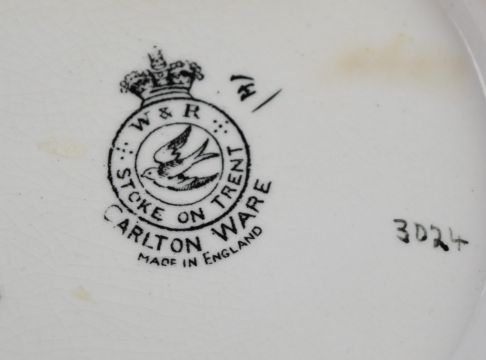 W & R
STOKE ON TRENT
CARLTON WARE
MADE IN ENGLAND
3024